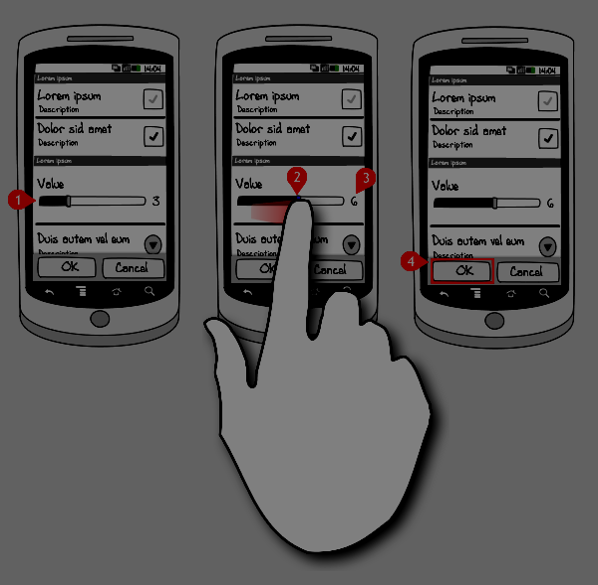 14:04
Lorem ipsum
Lorem ipsum
Description
Dolor sid amet
Description
Lorem ipsum
Value
1
3
Duis autem vel eum
Description
OK Cancel
14:04
Lorem ipsum
Lorem ipsum
Description
Dolor sid amet
Description
Lorem ipsum
Value
2
3
6
Duis autem vel eum
Description
OK Cancel
14:04
Lorem ipsum
Lorem ipsum
Description
Dolor sid amet
Description
Lorem ipsum
Value
6
Duis autem vel eum
Description
4
OK Cancel